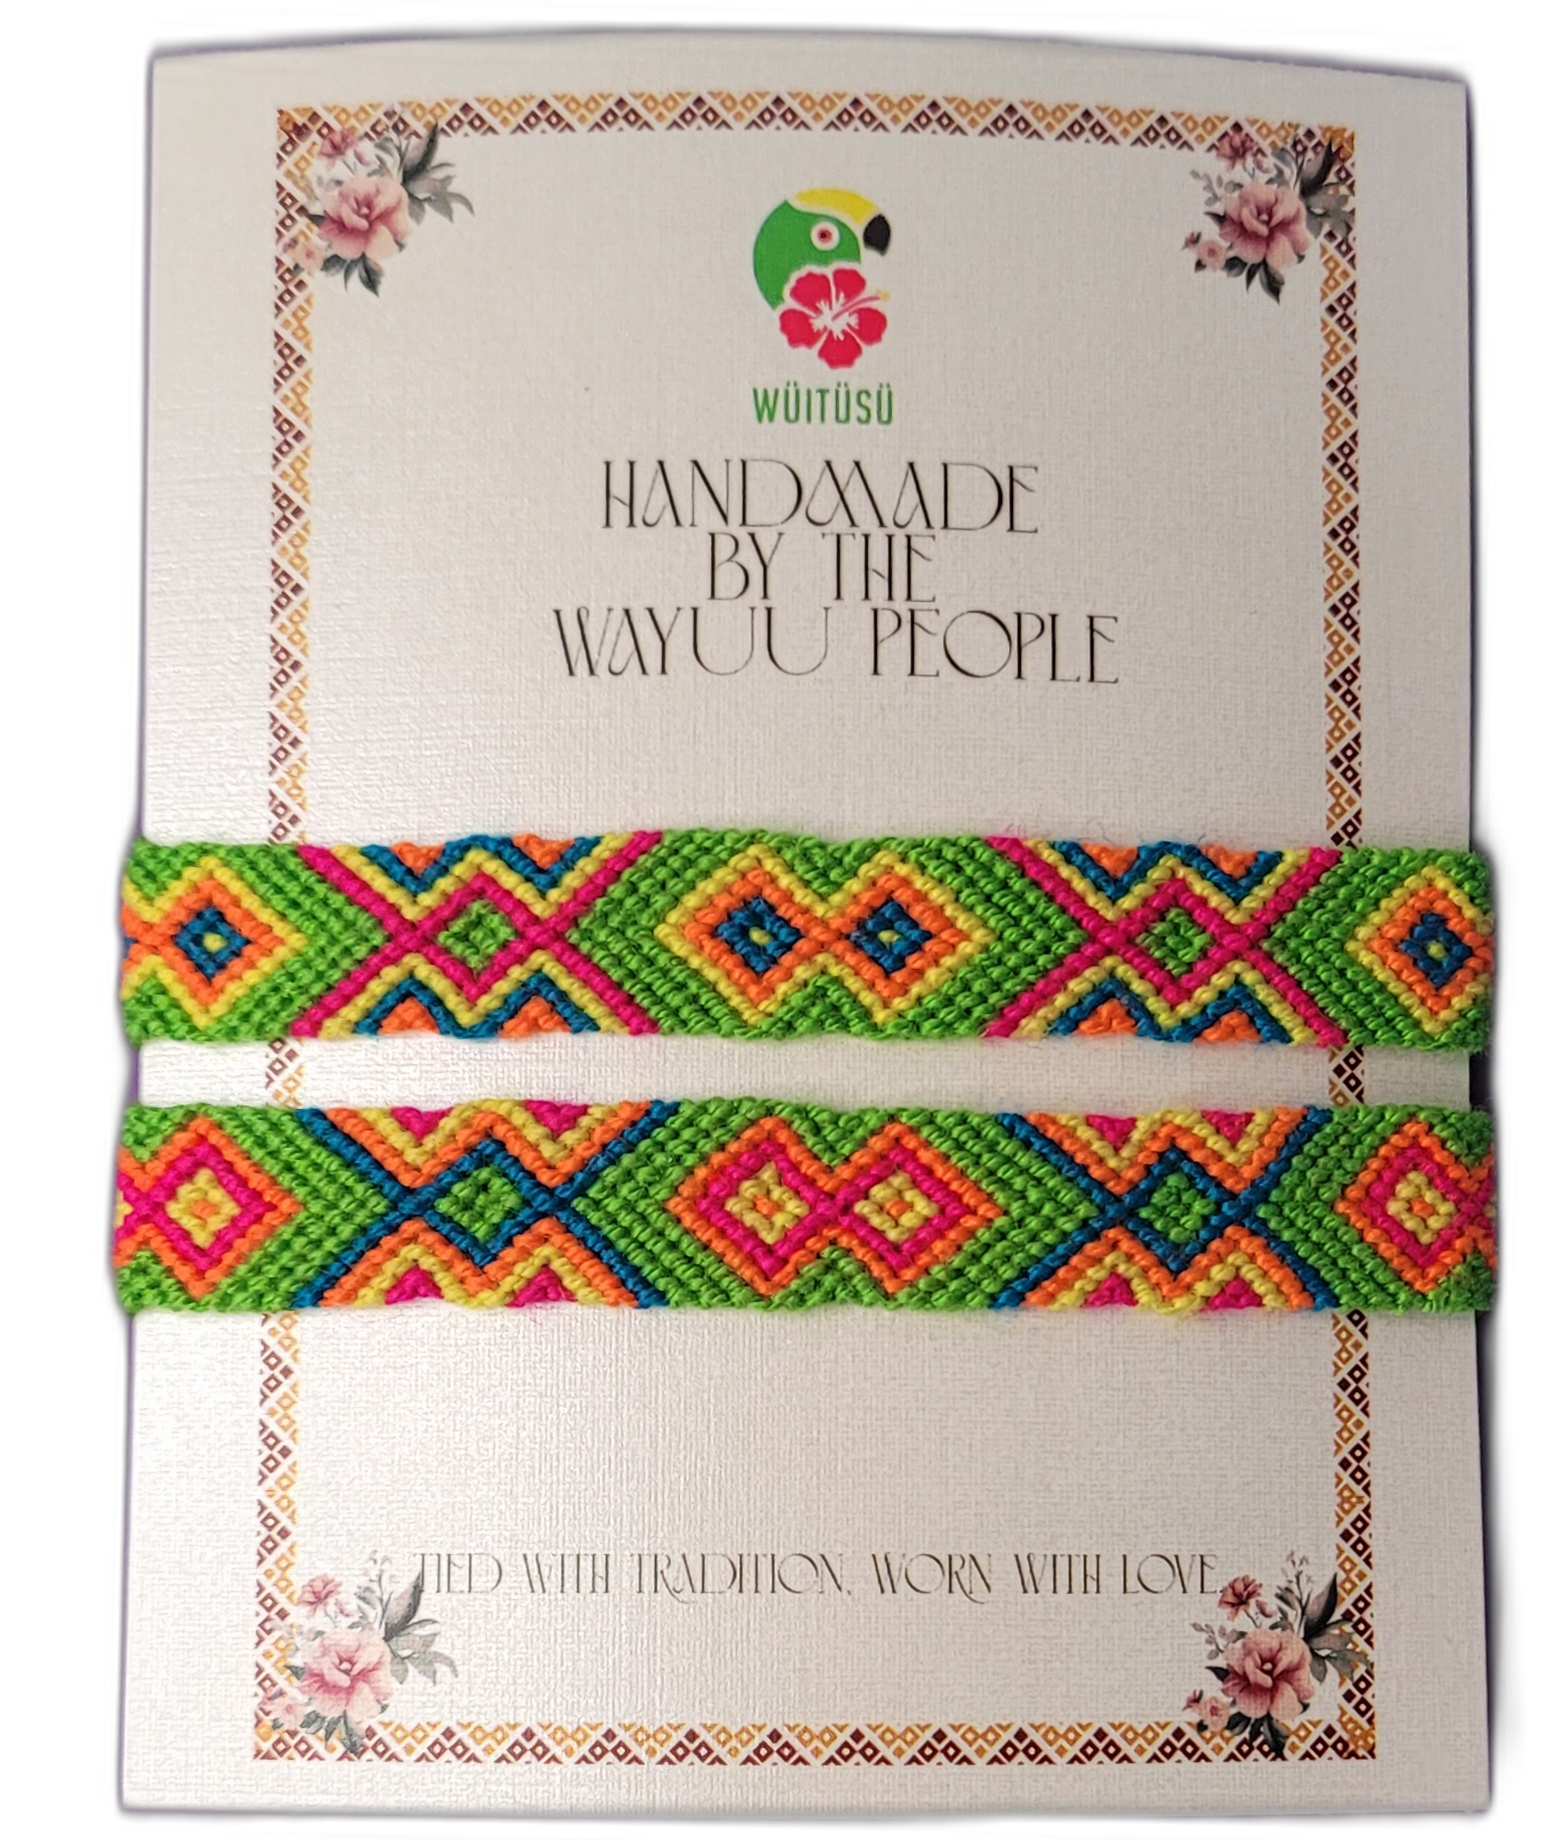 WÜITÜSÜ
HANDMADE
BY THE
WAYUU PEOPLE
TIED WITH TRADITION, WORN WITH LOVE.